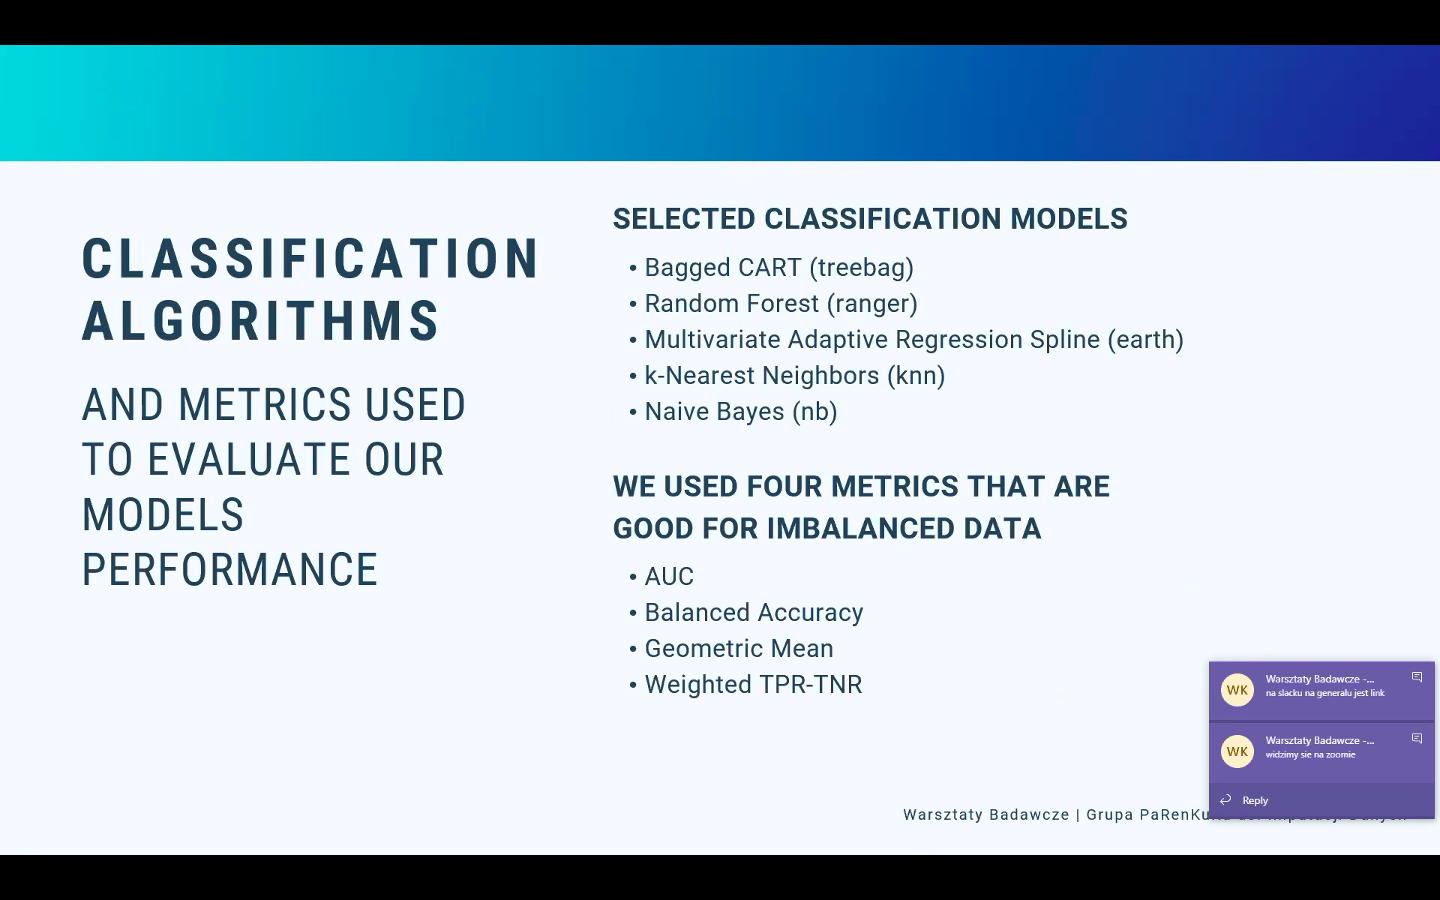 CLASSIFICATION
ALGORITHMS
AND METRICS USED
TO EVALUATE OUR
MODELS
PERFORMANCE
SELECTED CLASSIFICATION MODELS
• Bagged CART (treebag)
• Random Forest (ranger)
• Multivariate Adaptive Regression Spline (earth)
• k-Nearest Neighbors (knn)
• Naive Bayes (nb)
WE USED FOUR METRICS THAT ARE
GOOD FOR IMBALANCED DATA
• AUC
• Balanced Accuracy
• Geometric Mean
• Weighted TPR-TNR
WK
Warsztaty Badawcze -...
na slacku na generalu jest link
WK
Warsztaty Badawcze -...
widzimy sie na zoomie
Reply
Warsztaty Badawcze | Grupa